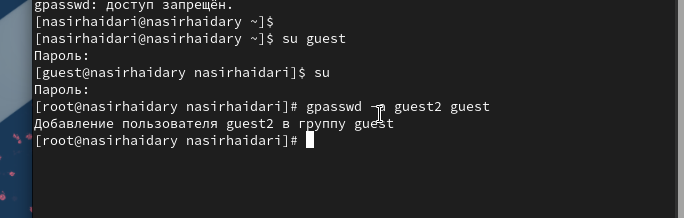 gpasswd: доступ запрещён.
[nasirhaidari@nasirhaidary ~]$
[nasirhaidari@nasirhaidary ~]$ su guest
Пароль:
[guest@nasirhaidary nasirhaidari]$ su
Пароль:
[root@nasirhaidary nasirhaidari]# gpasswd -a guest2 guest
Добавление пользователя guest2 в группу guest
[root@nasirhaidary nasirhaidari]#